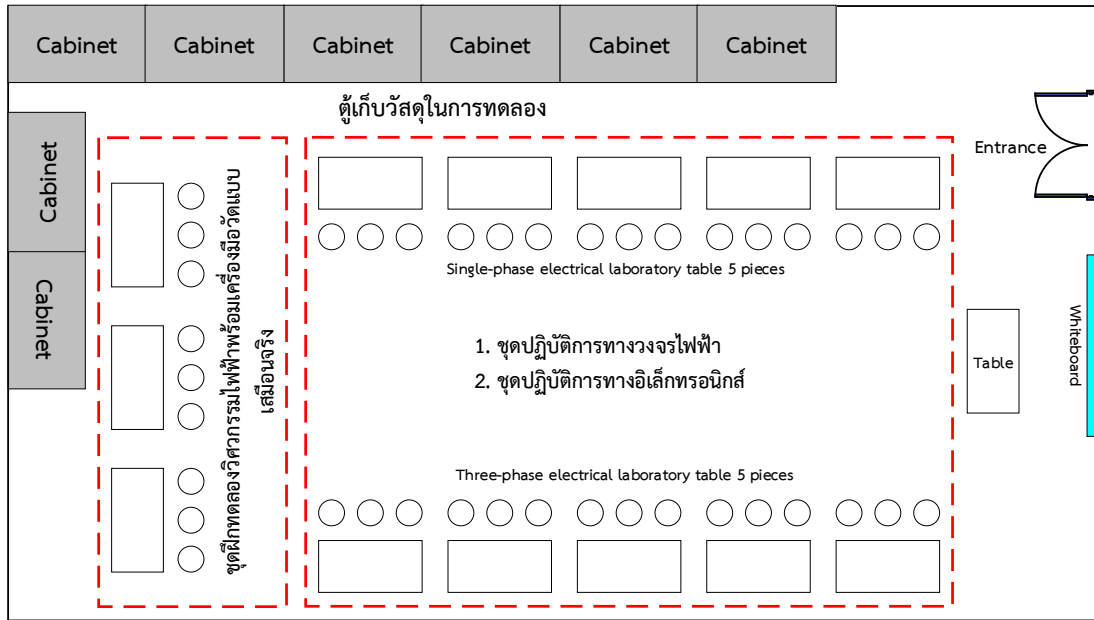 Cabinet
Cabinet
Cabinet
Cabinet
Cabinet
Cabinet
ตู้เก็บวัสดุในการทดลอง
Entrance
Cabinet
Cabinet
ชุดฝึกทดลองวิศวกรรมไฟฟ้าพร้อมเครื่องมือวัดแบบ
เสมือนจริง
Single-phase electrical laboratory table 5 pieces
1. ชุดปฏิบัติการทางวงจรไฟฟ้า
2. ชุดปฏิบัติการทางอิเล็กทรอนิกส์
Table
Whiteboard
Three-phase electrical laboratory table 5 pieces